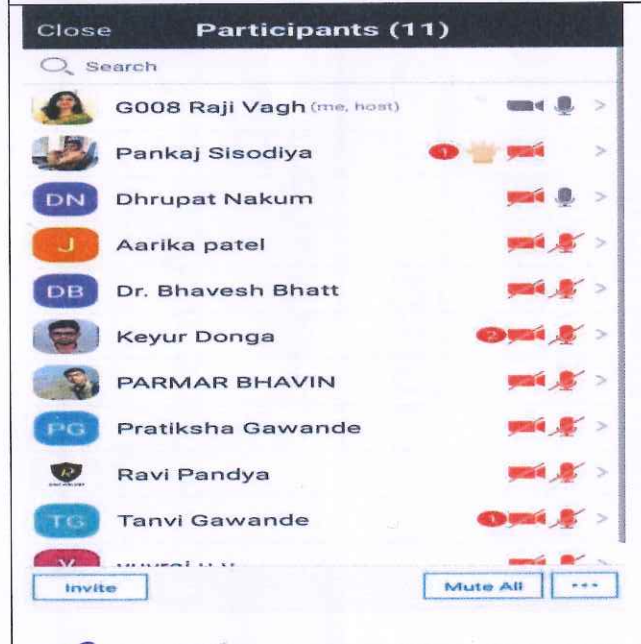 Close Participants (11)
Search
G008 Raji Vagh (me, host)
Pankaj Sisodiya 1
DN Dhrupat Nakum
J Aarika patel
DB Dr. Bhavesh Bhatt
Keyur Donga 2
PARMAR BHAVIN
PG Pratiksha Gawande
Ravi Pandya
TG Tanvi Gawande 1
Invite Mute All ...